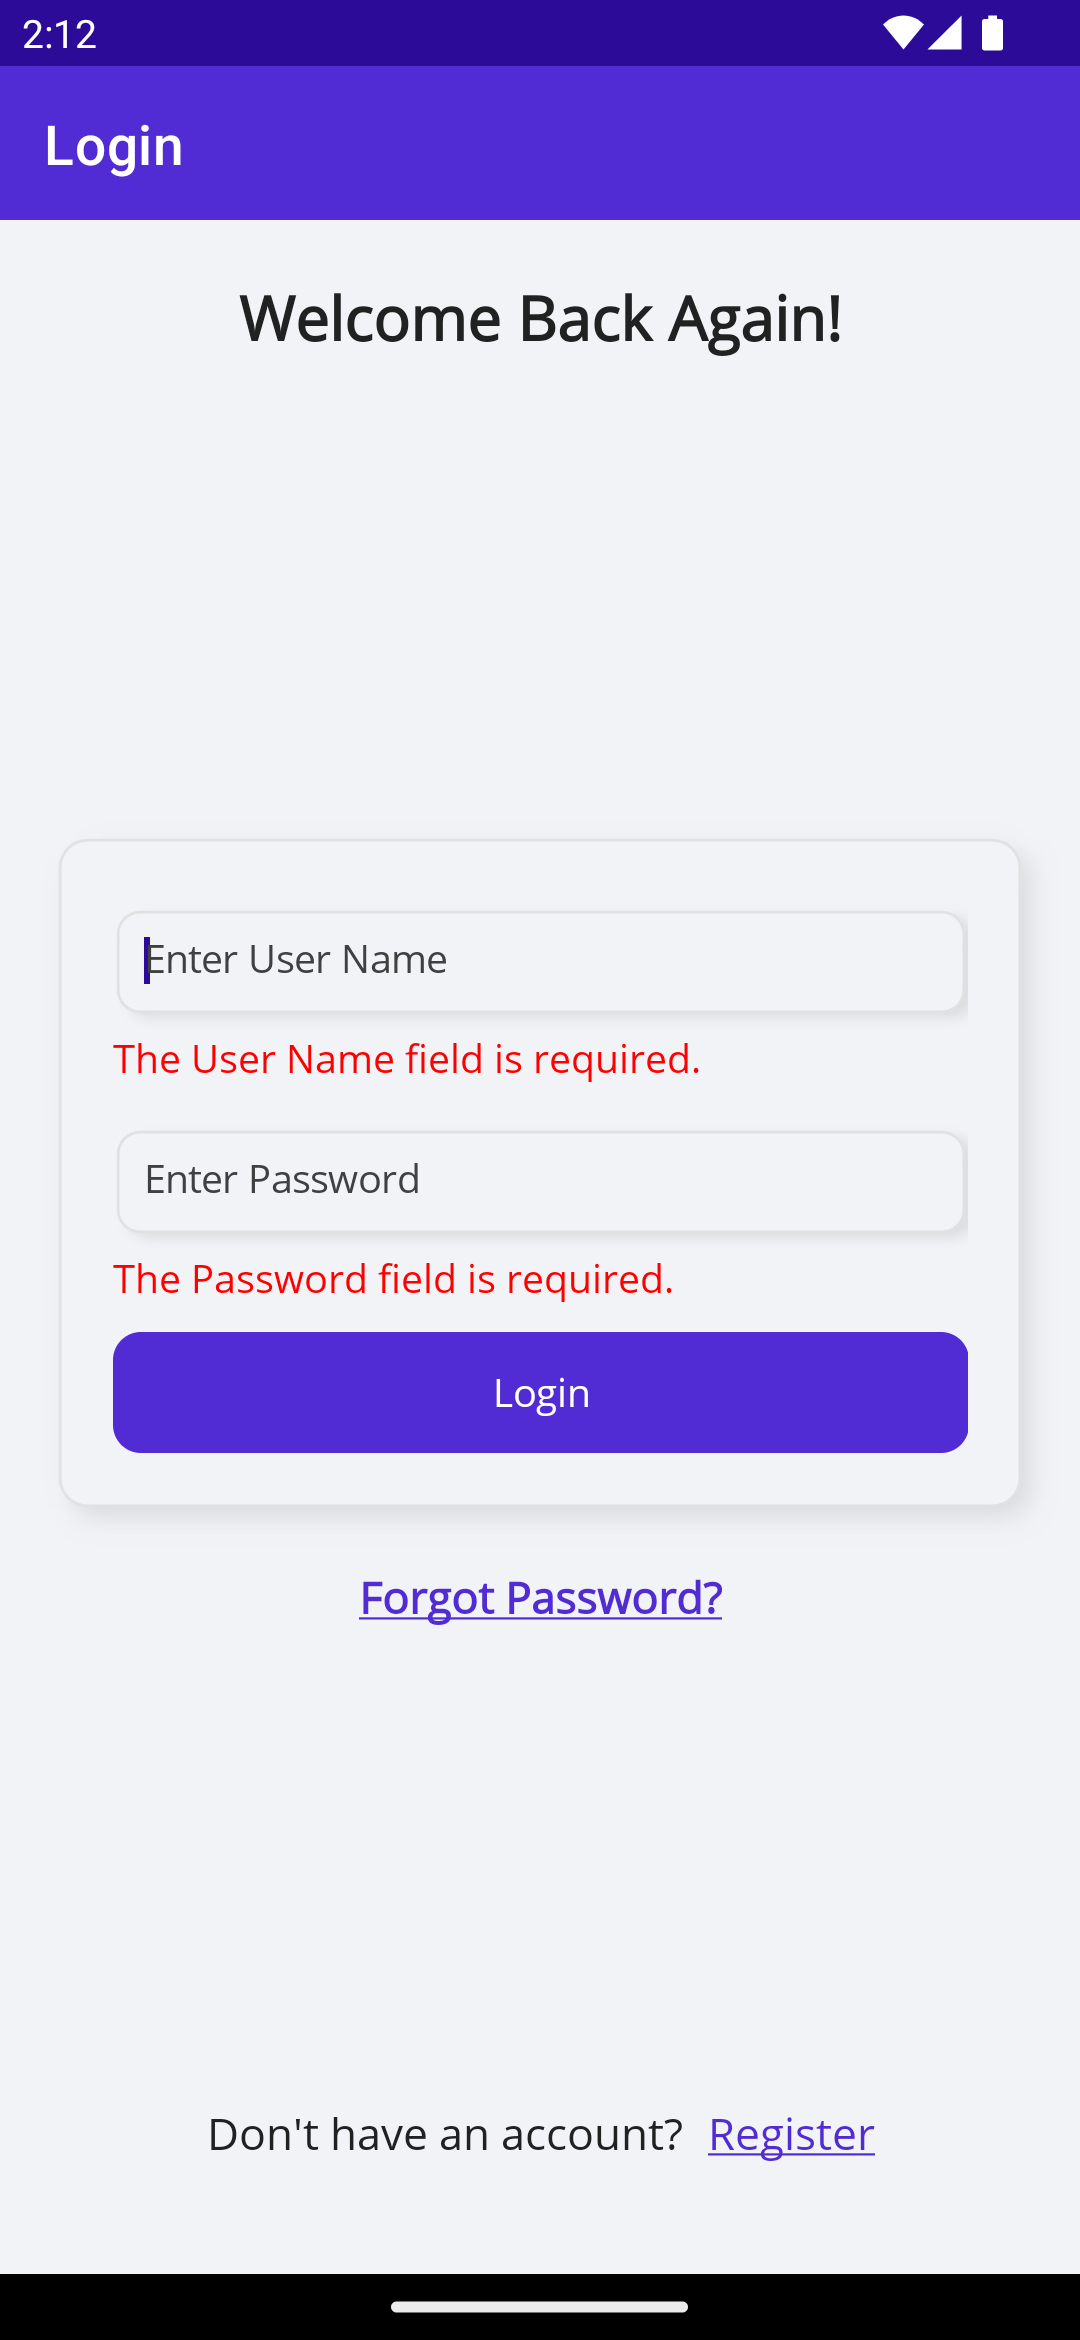 2:12
Login
Welcome Back Again!
Enter User Name
The User Name field is required.
Enter Password
The Password field is required.
Login
Forgot Password?
Don't have an account? Register